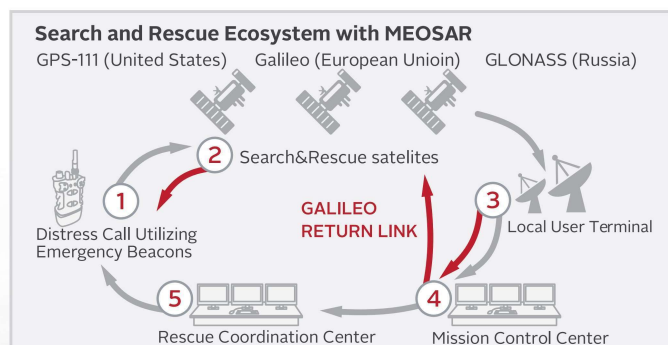 Search and Rescue Ecosystem with MEOSAR
GPS-111 (United States) Galileo (European Unioin) GLONASS (Russia)
2 Search&Rescue satelites
1
3
Distress Call Utilizing
Emergency Beacons
GALILEO
RETURN LINK
Local User Terminal
5
4
Rescue Coordination Center
Mission Control Center